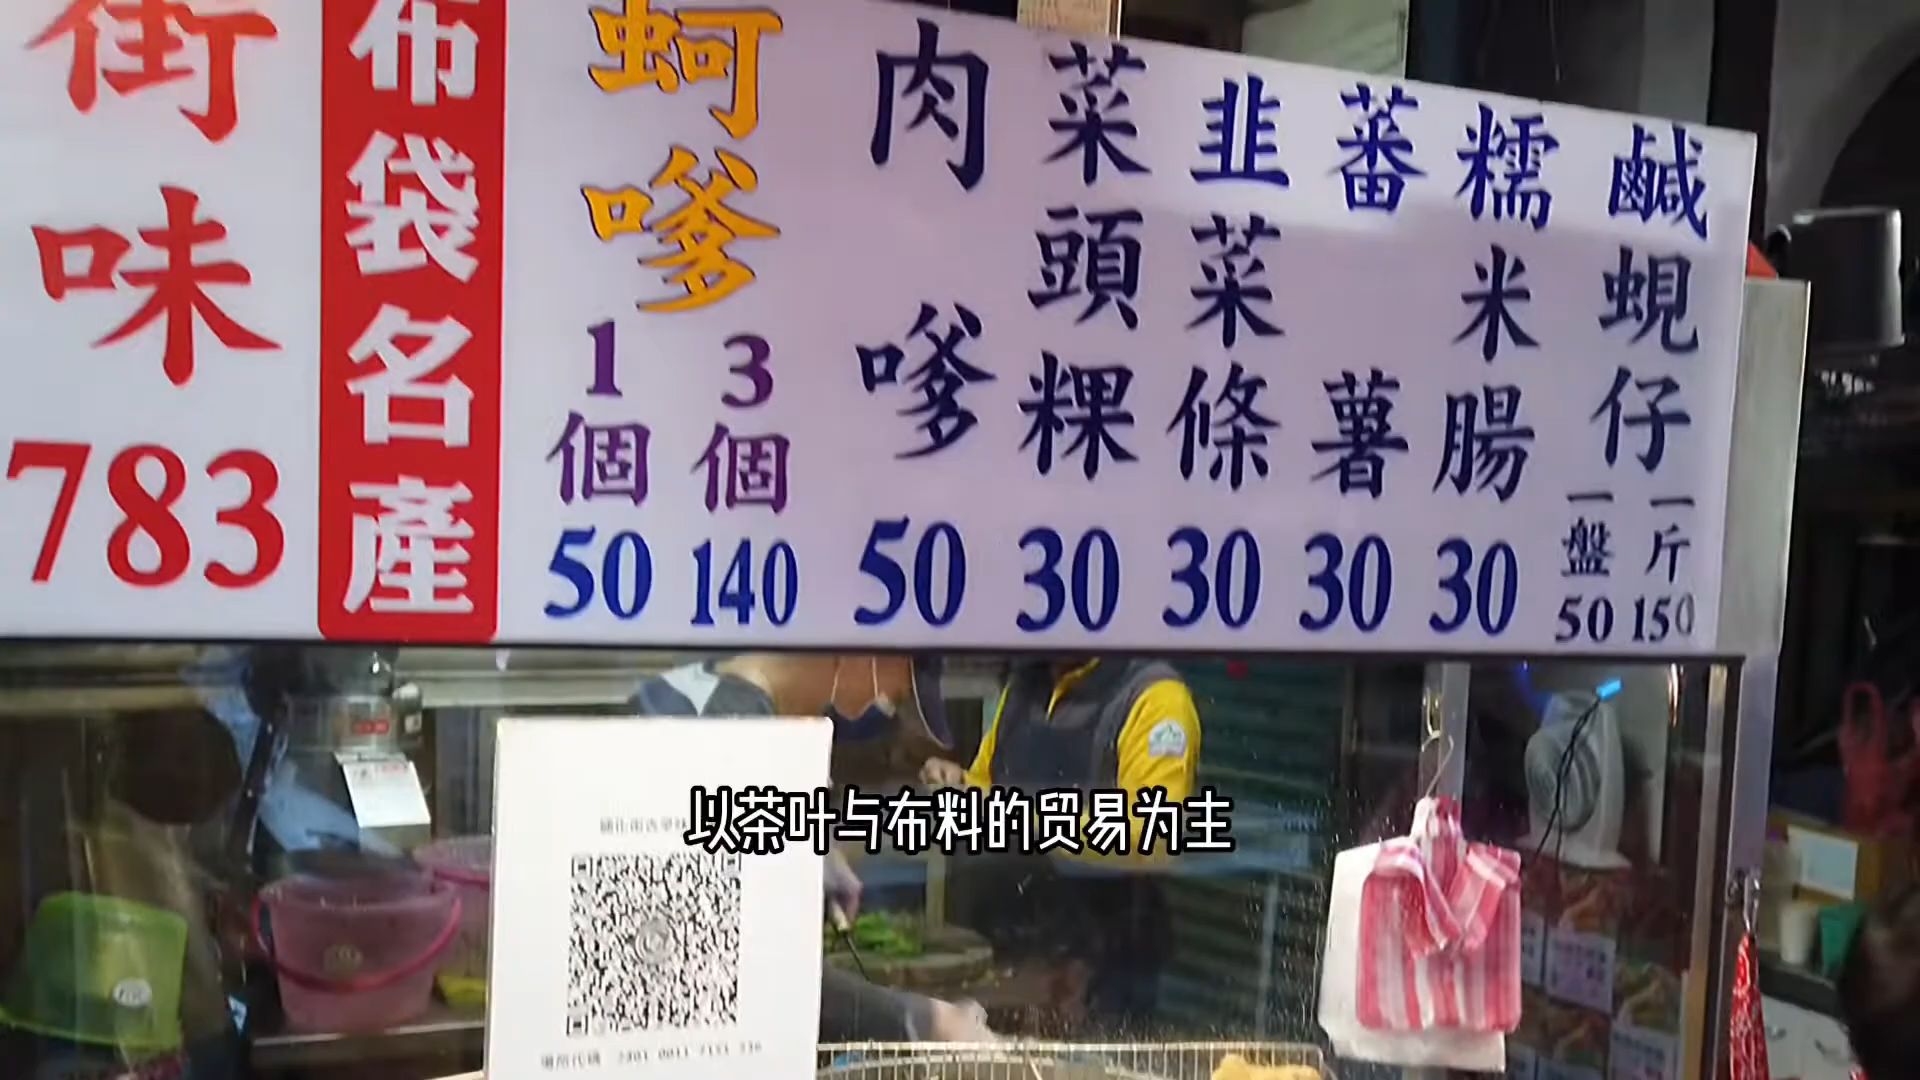 街味
783
布袋名產
蚵嗲
1個 50
3個 140
肉嗲 50
菜頭粿 30
韭菜條 30
蕃薯 30
糯米腸 30
鹹蜆仔
一盤 50
一斤 150
以茶叶与布料的贸易为主